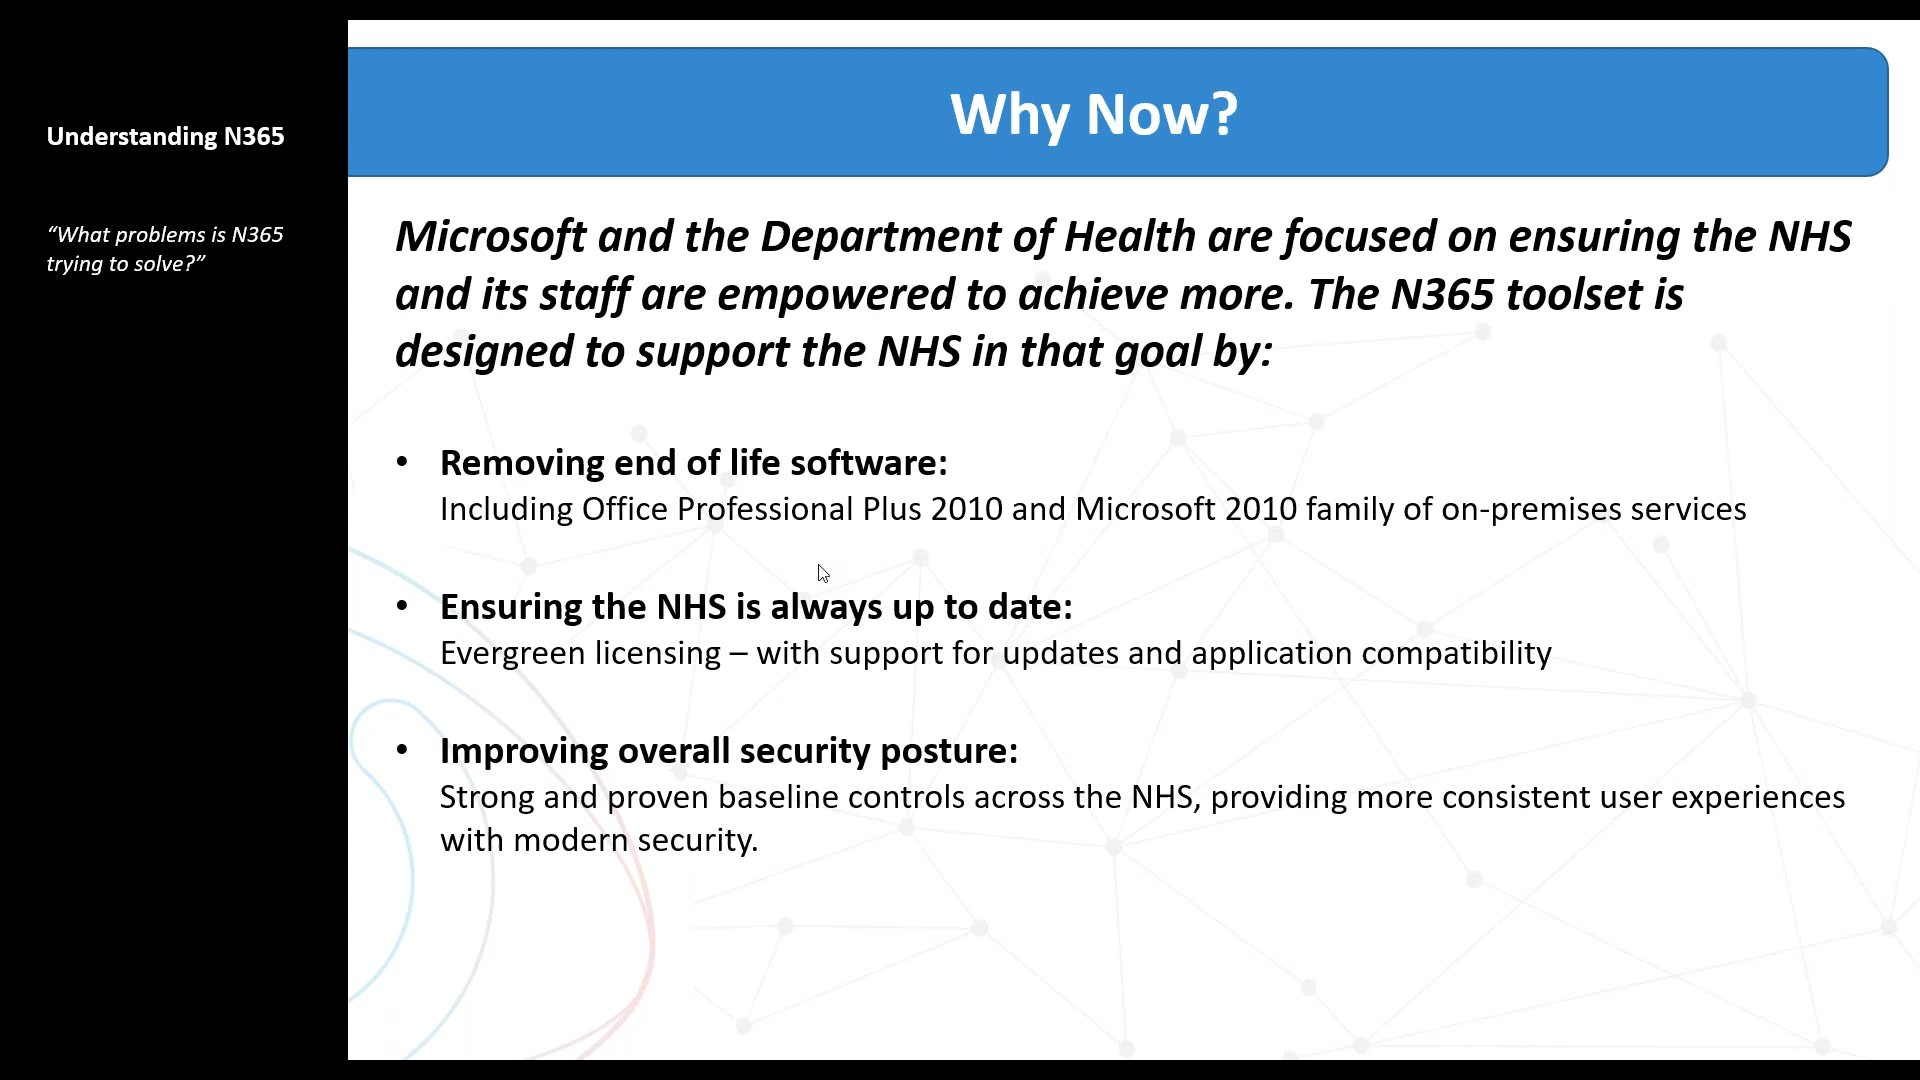 Understanding N365
“What problems is N365
trying to solve?”
Why Now?
Microsoft and the Department of Health are focused on ensuring the NHS
and its staff are empowered to achieve more. The N365 toolset is
designed to support the NHS in that goal by:
• Removing end of life software:
Including Office Professional Plus 2010 and Microsoft 2010 family of on-premises services
• Ensuring the NHS is always up to date:
Evergreen licensing – with support for updates and application compatibility
• Improving overall security posture:
Strong and proven baseline controls across the NHS, providing more consistent user experiences
with modern security.